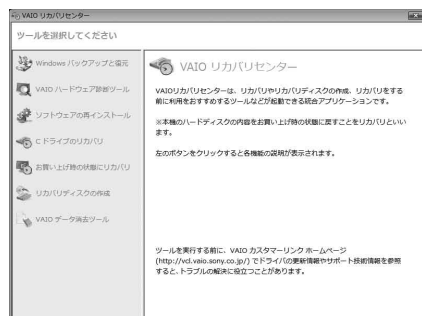 VAIO リカバリセンター
ツールを選択してください
Windows バックアップと復元
VAIO ハードウェア診断ツール
ソフトウェアの再インストール
C ドライブのリカバリ
お買い上げ時の状態にリカバリ
リカバリディスクの作成
VAIO データ消去ツール
VAIO リカバリセンター
VAIOリカバリセンターは、リカバリやリカバリディスクの作成、リカバリをする
前に利用をおすすめするツールなどが起動できる統合アプリケーションです。
※本機のハードディスクの内容をお買い上げ時の状態に戻すことをリカバリといい
ます。
左のボタンをクリックすると各機能の説明が表示されます。
ツールを実行する前に、VAIO カスタマーリンク ホームページ
(http://vcl.vaio.sony.co.jp/) でドライバの更新情報やサポート技術情報を参照
すると、トラブルの解決に役立つことがあります。